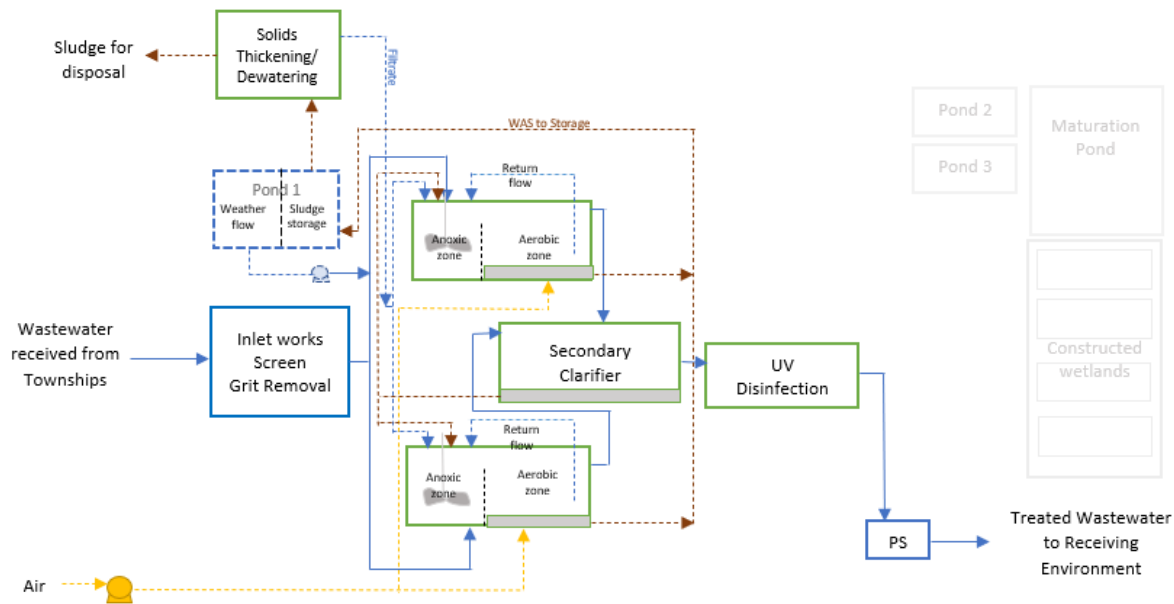 Sludge for
disposal
Solids
Thickening/
Dewatering
Filtrate
WAS to Storage
Pond 1
Weather
flow
Sludge
storage
Return
flow
Anoxic
zone
Aerobic
zone
Pond 2
Pond 3
Maturation
Pond
Constructed
wetlands
Wastewater
received from
Townships
Inlet works
Screen
Grit Removal
Secondary
Clarifier
UV
Disinfection
Return
flow
Anoxic
zone
Aerobic
zone
PS
Treated Wastewater
to Receiving
Environment
Air